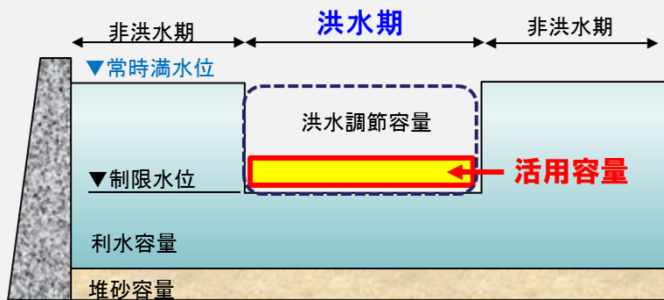 非洪水期
洪水期
非洪水期
▼常時満水位
洪水調節容量
▼制限水位
活用容量
利水容量
堆砂容量